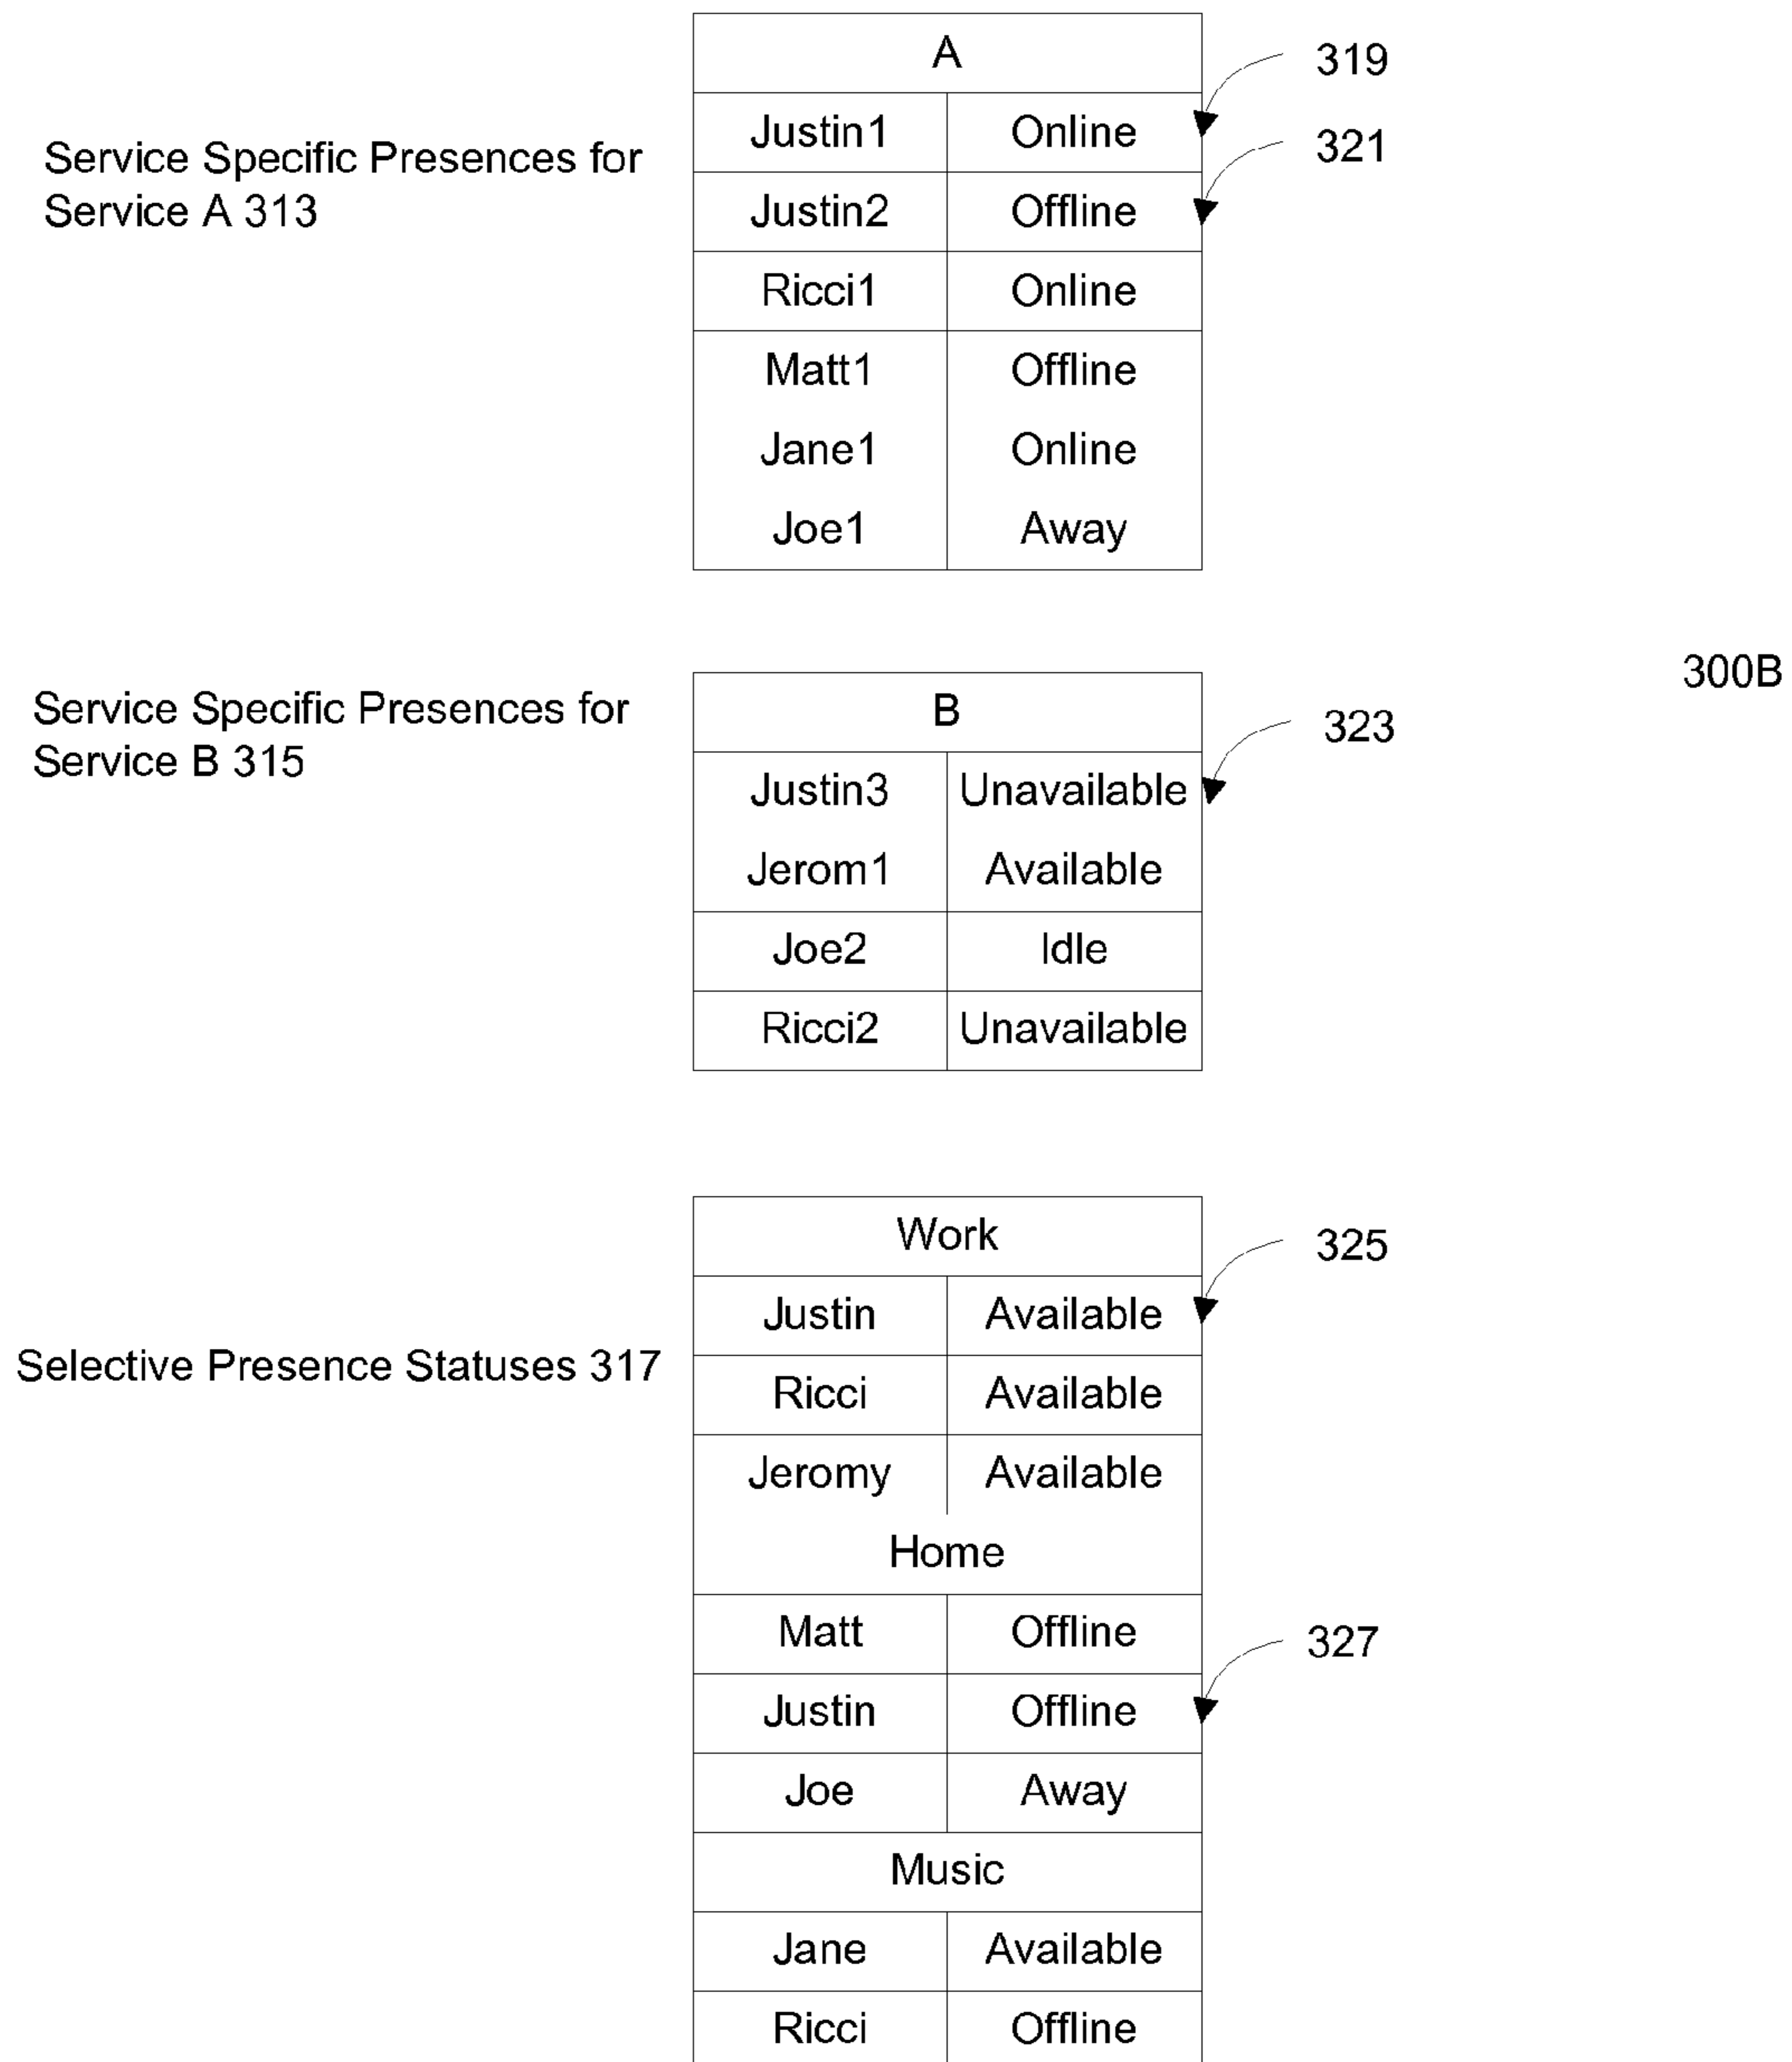 A
319
Justin1 Online
321
Service Specific Presences for
Service A 313
Justin2 Offline
Ricci1 Online
Matt1 Offline
Jane1 Online
Joe1 Away
300B
Service Specific Presences for
Service B 315
B
323
Justin3 Unavailable
Jerom1 Available
Joe2 Idle
Ricci2 Unavailable
Work
325
Justin Available
Selective Presence Statuses 317
Ricci Available
Jeromy Available
Home
Matt Offline
327
Justin Offline
Joe Away
Music
Jane Available
Ricci Offline